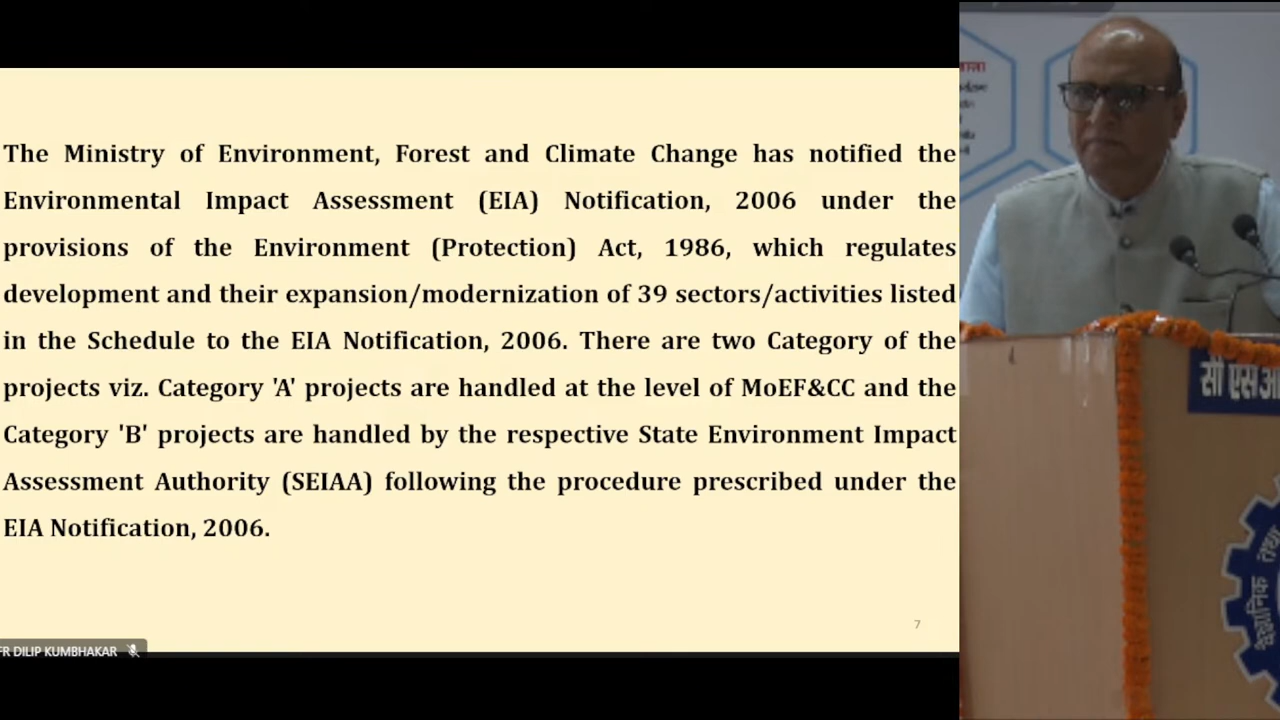 The Ministry of Environment, Forest and Climate Change has notified the
Environmental Impact Assessment (EIA) Notification, 2006 under the
provisions of the Environment (Protection) Act, 1986, which regulates
development and their expansion/modernization of 39 sectors/activities listed
in the Schedule to the EIA Notification, 2006. There are two Category of the
projects viz. Category 'A' projects are handled at the level of MoEF&CC and the
Category 'B' projects are handled by the respective State Environment Impact
Assessment Authority (SEIAA) following the procedure prescribed under the
EIA Notification, 2006.
7
FR DILIP KUMBHAKAR
सी एस
तथा